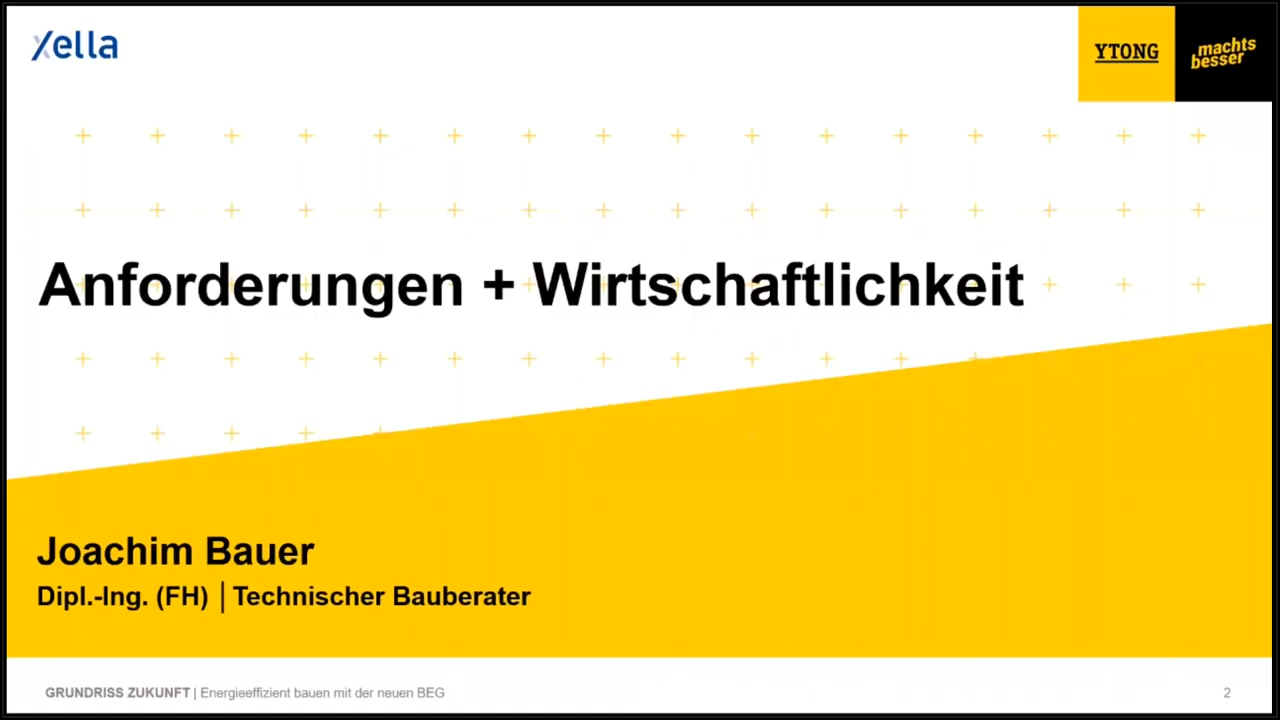 Xella
YTONG
machts
besser
Anforderungen + Wirtschaftlichkeit
Joachim Bauer
Dipl.-Ing. (FH) | Technischer Bauberater
GRUNDRISS ZUKUNFT | Energieeffizient bauen mit der neuen BEG
2